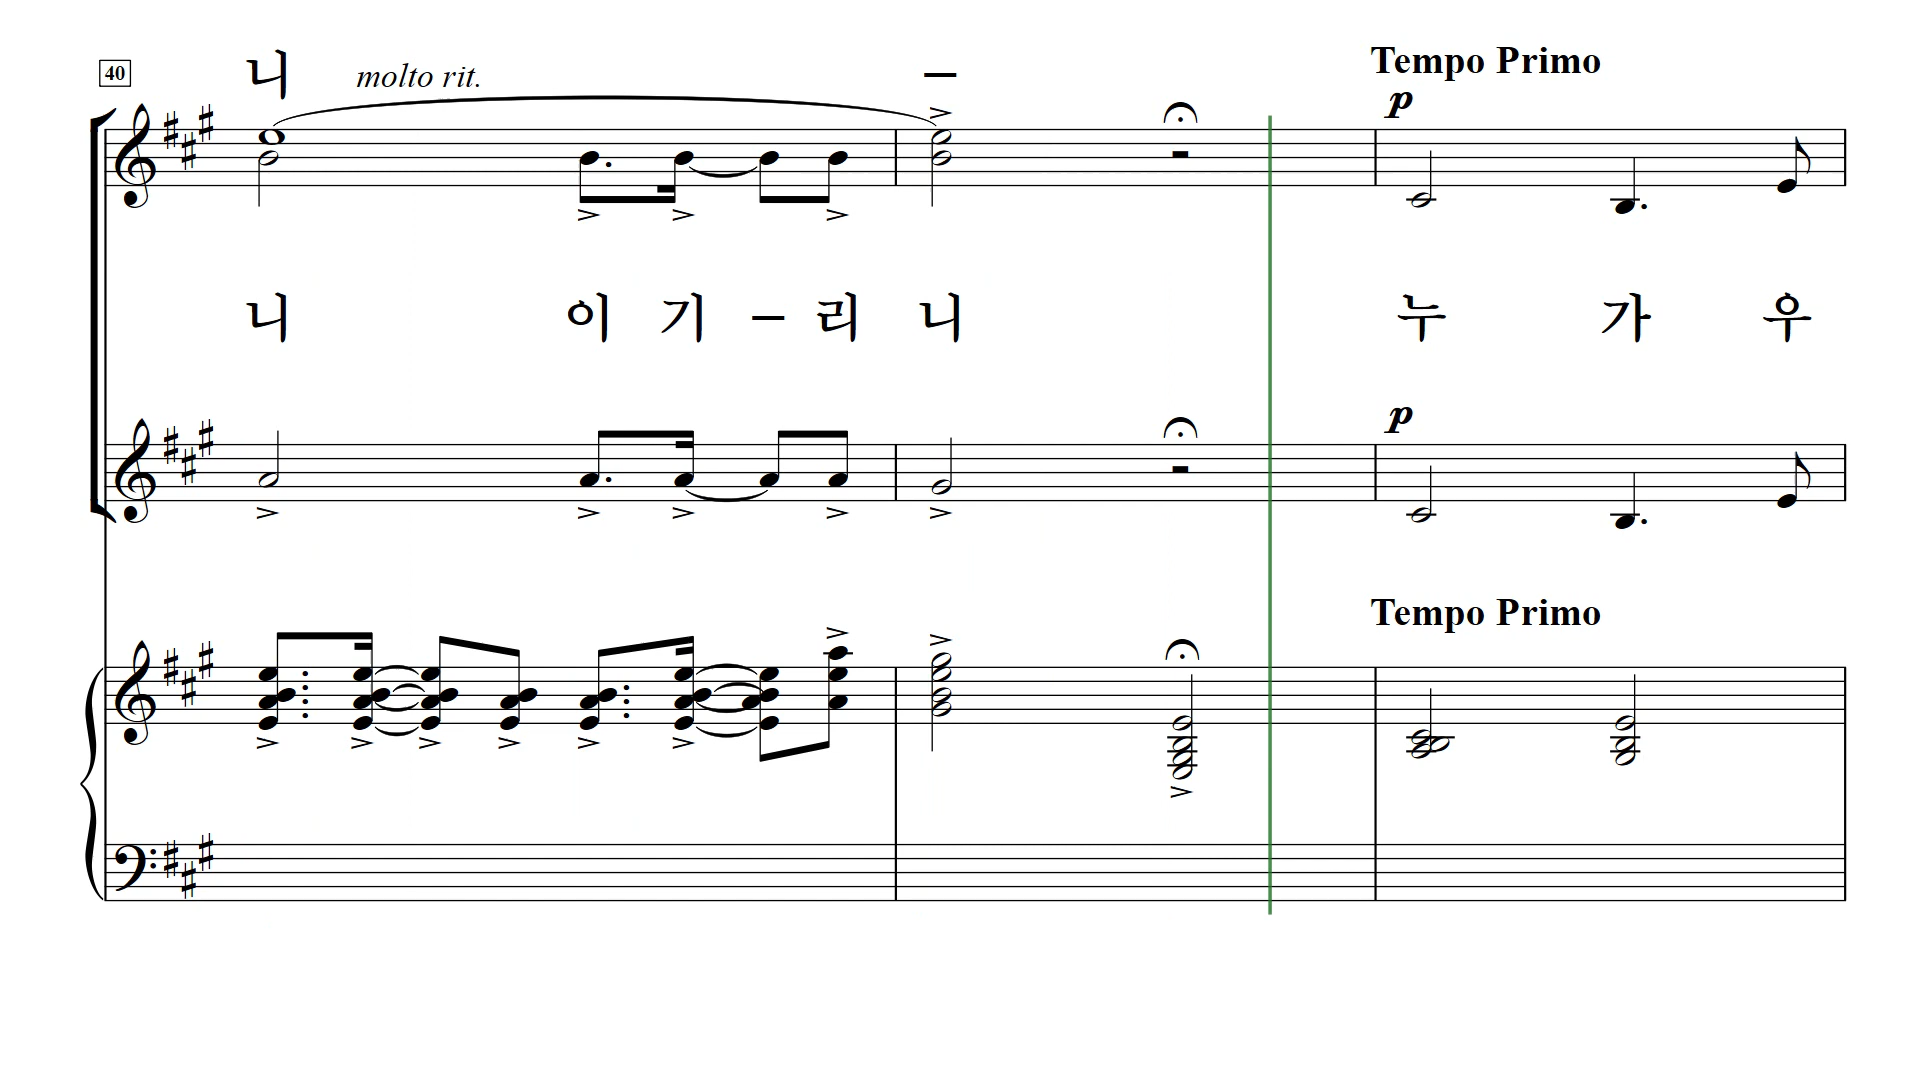 Tempo Primo
40 니 molto rit. –
p
니 이 기 – 리 니 누 가 우
p
Tempo Primo